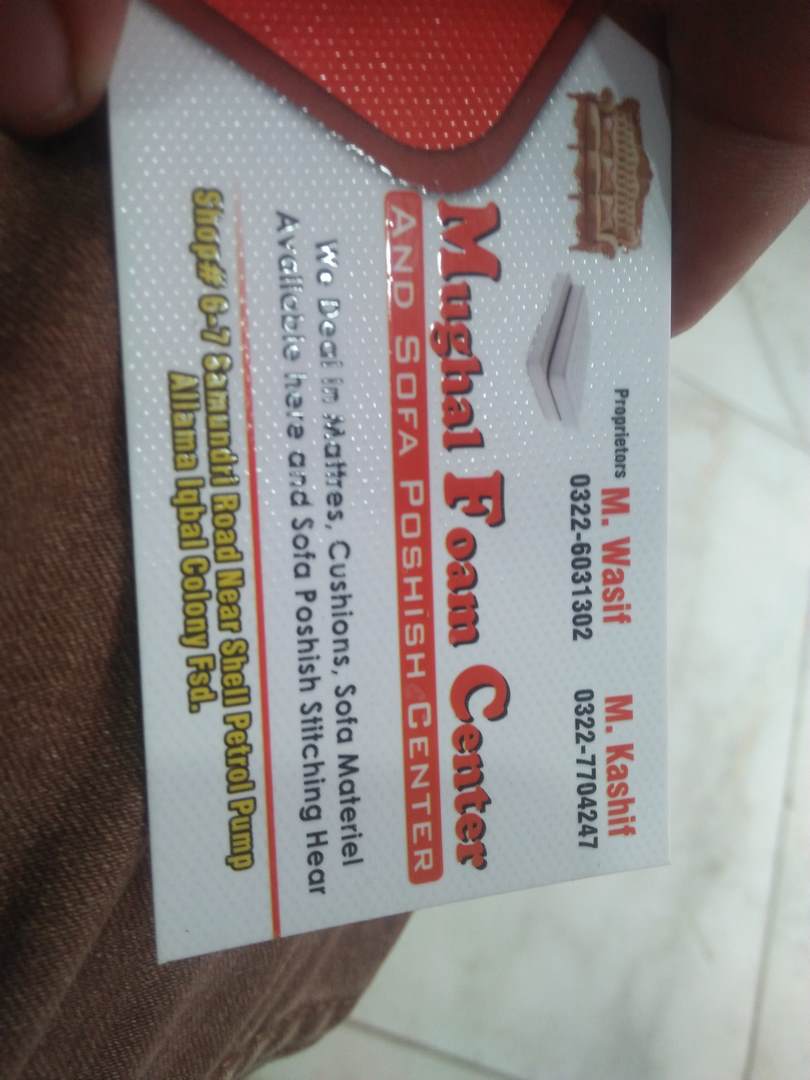 Proprietors M. Wasif M. Kashif
0322-6031302 0322-7704247
Mughal Foam Center
AND SOFA POSHISH CENTER
We Deal in Mattres, Cushions, Sofa Materiel
Available here and Sofa Poshish Stitching Hear
Shop# 6-7 Samundri Road Near Shell Petrol Pump
Allama Iqbal Colony Fsd.